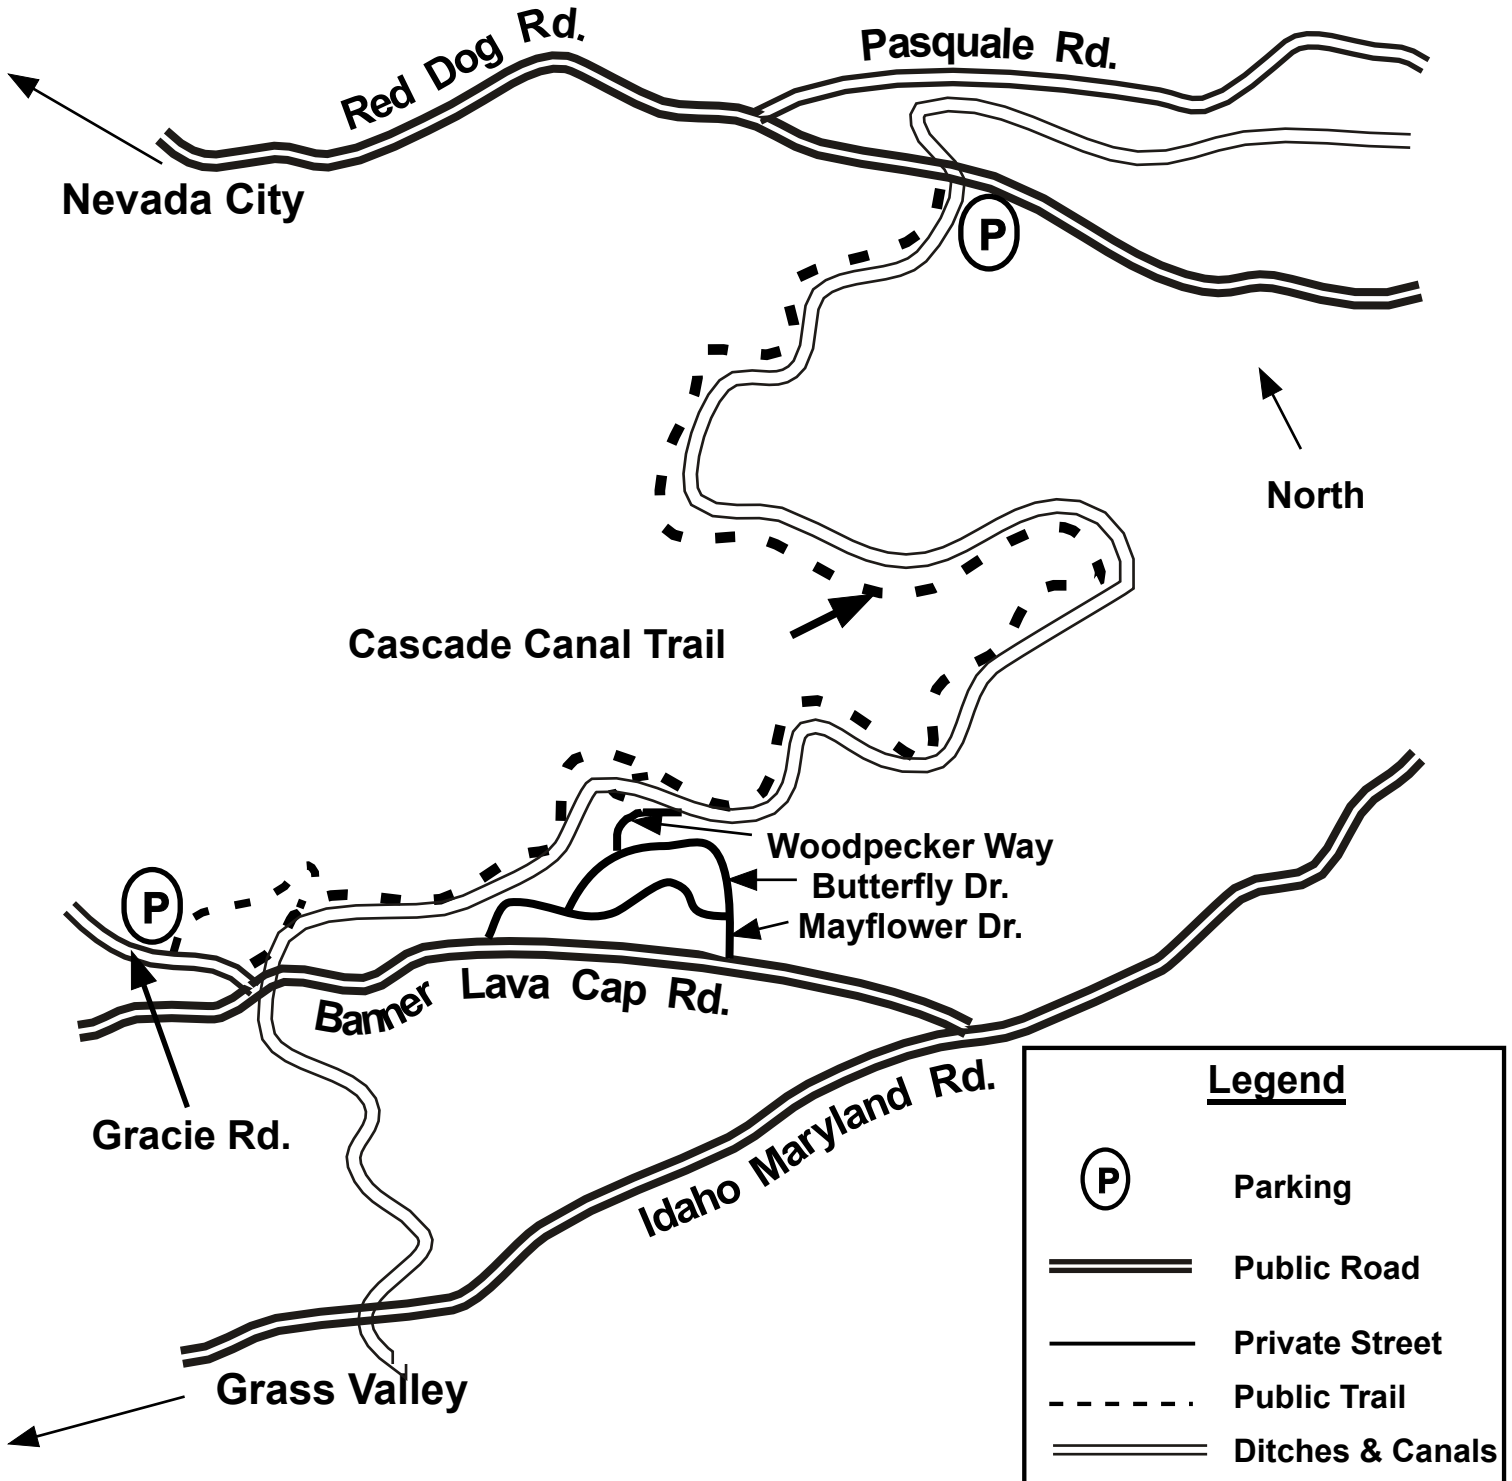 Red Dog Rd.
Pasquale Rd.
Nevada City
P
North
Cascade Canal Trail
Woodpecker Way
Butterfly Dr.
Mayflower Dr.
P
Banner Lava Cap Rd.
Gracie Rd.
Idaho Maryland Rd.
Grass Valley
Legend
P Parking
Public Road
Private Street
Public Trail
Ditches & Canals